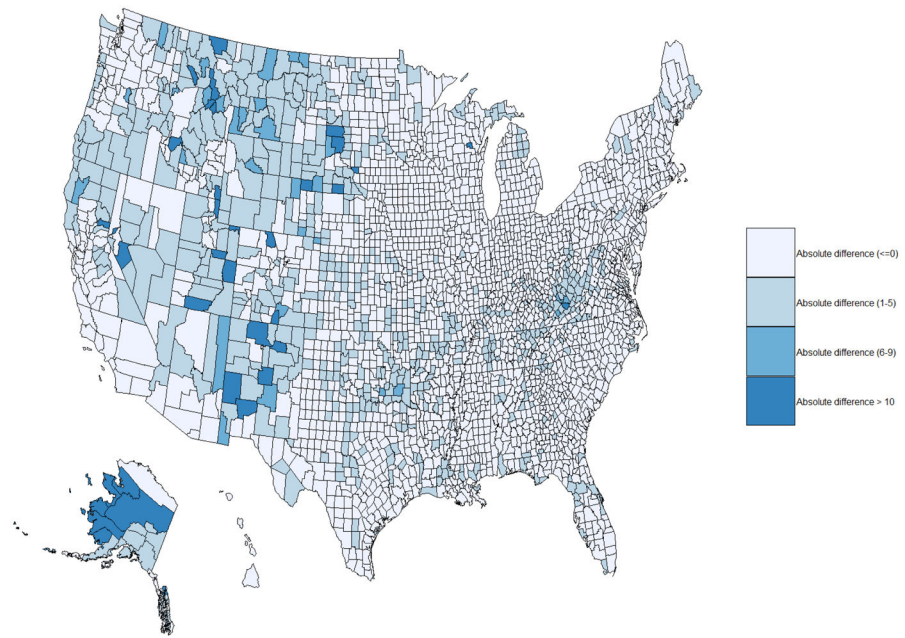 Absolute difference (<=0)
Absolute difference (1-5)
Absolute difference (6-9)
Absolute difference > 10